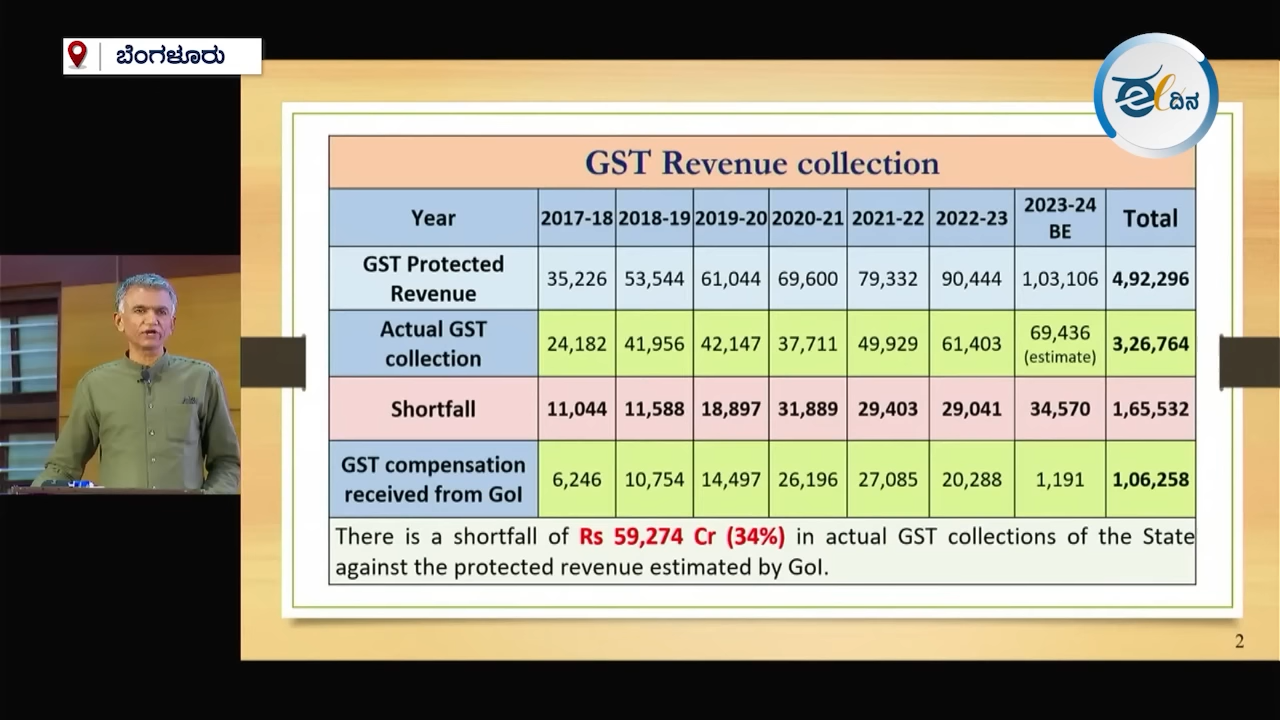 ಬೆಂಗಳೂರು
el ದಿನ
GST Revenue collection
Year 2017-18 2018-19 2019-20 2020-21 2021-22 2022-23 2023-24 BE Total
GST Protected Revenue 35,226 53,544 61,044 69,600 79,332 90,444 1,03,106 4,92,296
Actual GST collection 24,182 41,956 42,147 37,711 49,929 61,403 69,436 (estimate) 3,26,764
Shortfall 11,044 11,588 18,897 31,889 29,403 29,041 34,570 1,65,532
GST compensation received from GoI 6,246 10,754 14,497 26,196 27,085 20,288 1,191 1,06,258
There is a shortfall of Rs 59,274 Cr (34%) in actual GST collections of the State
against the protected revenue estimated by GoI.
2